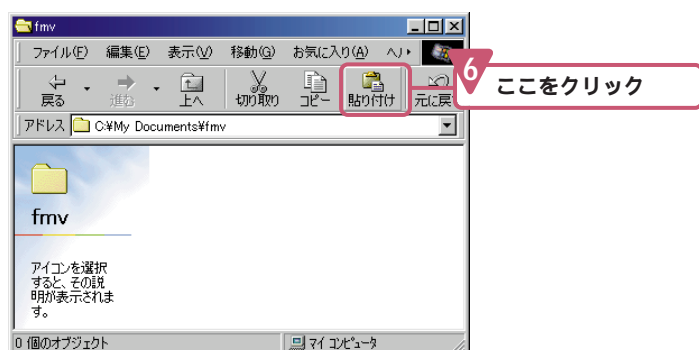 fmv
ファイル(F) 編集(E) 表示(V) 移動(G) お気に入り(A) ヘ
戻る 進む 上へ 切り取り コピー 貼り付け 元に戻
6 ここをクリック
アドレス C:¥My Documents¥fmv
fmv
アイコンを選択
すると、その説
明が表示されま
す。
0 個のオブジェクト マイ コンピュータ